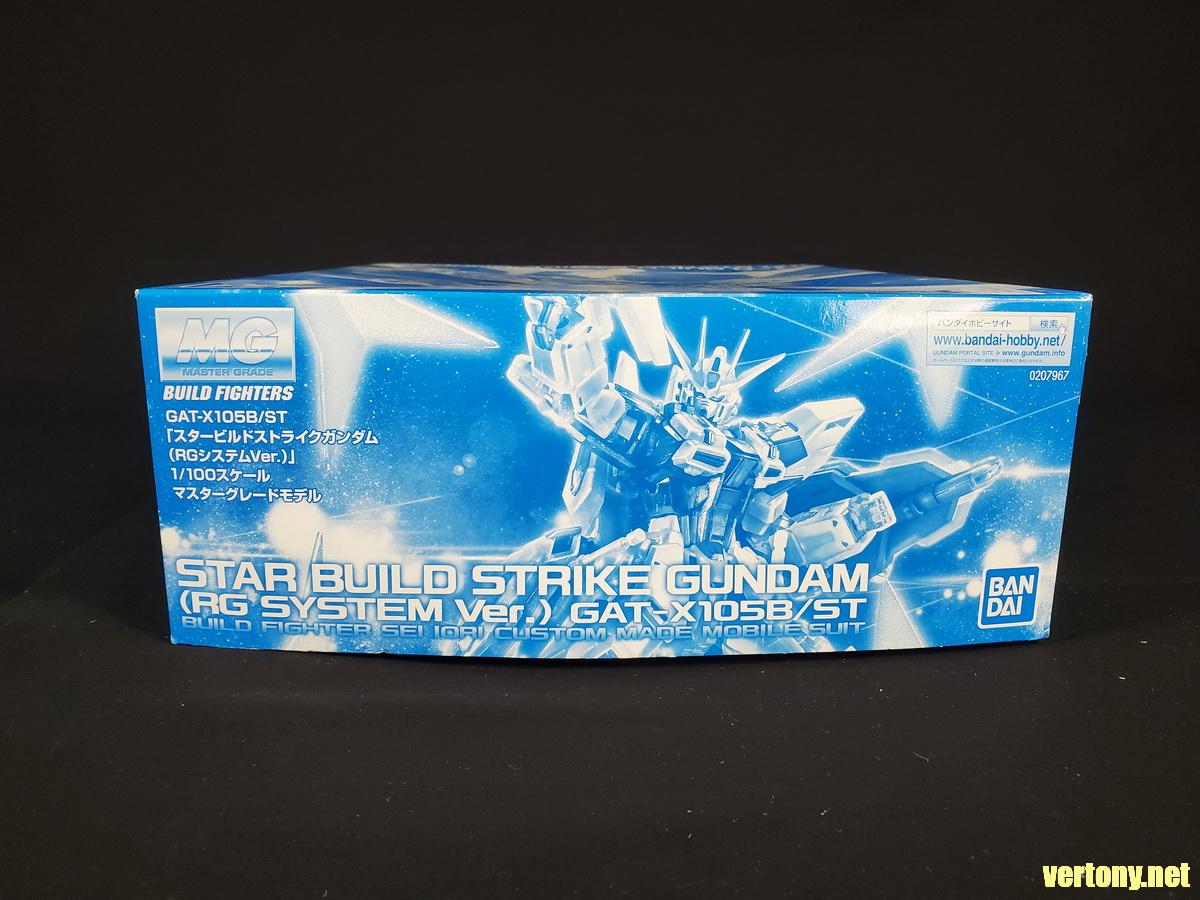 MG
MASTER GRADE
BUILD FIGHTERS
GAT-X105B/ST
「スタービルドストライクガンダム
(RGシステムVer.)」
1/100スケール
マスターグレードモデル
バンダイホビーサイト 検索
www.bandai-hobby.net/
GUNDAM PORTAL SITE www.gundam.info
0207967
STAR BUILD STRIKE GUNDAM
(RG SYSTEM Ver.) GAT-X105B/ST
BUILD FIGHTER SEI IORI CUSTOM MADE MOBILE SUIT
BAN
DAI
vertony.net